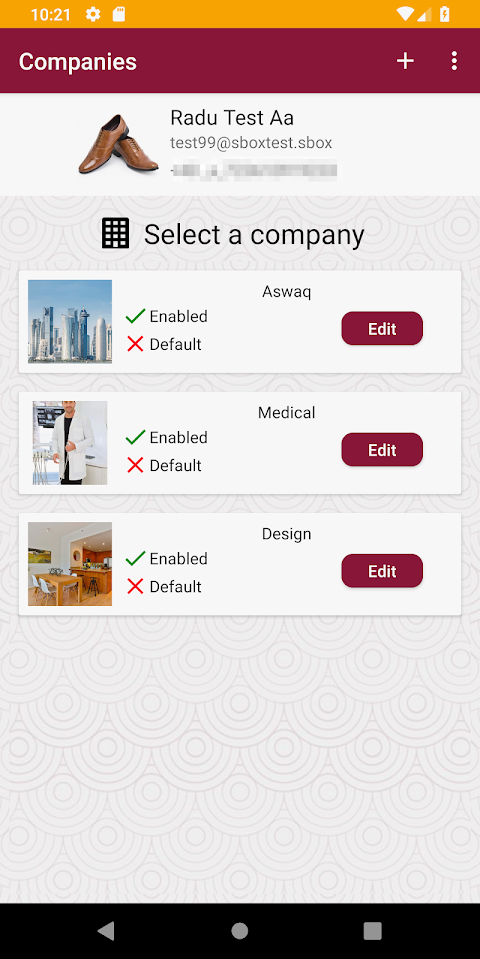 10:21
Companies
Radu Test Aa
test99@sboxtest.sbox
Select a company
Aswaq
Enabled
Default
Edit
Medical
Enabled
Default
Edit
Design
Enabled
Default
Edit